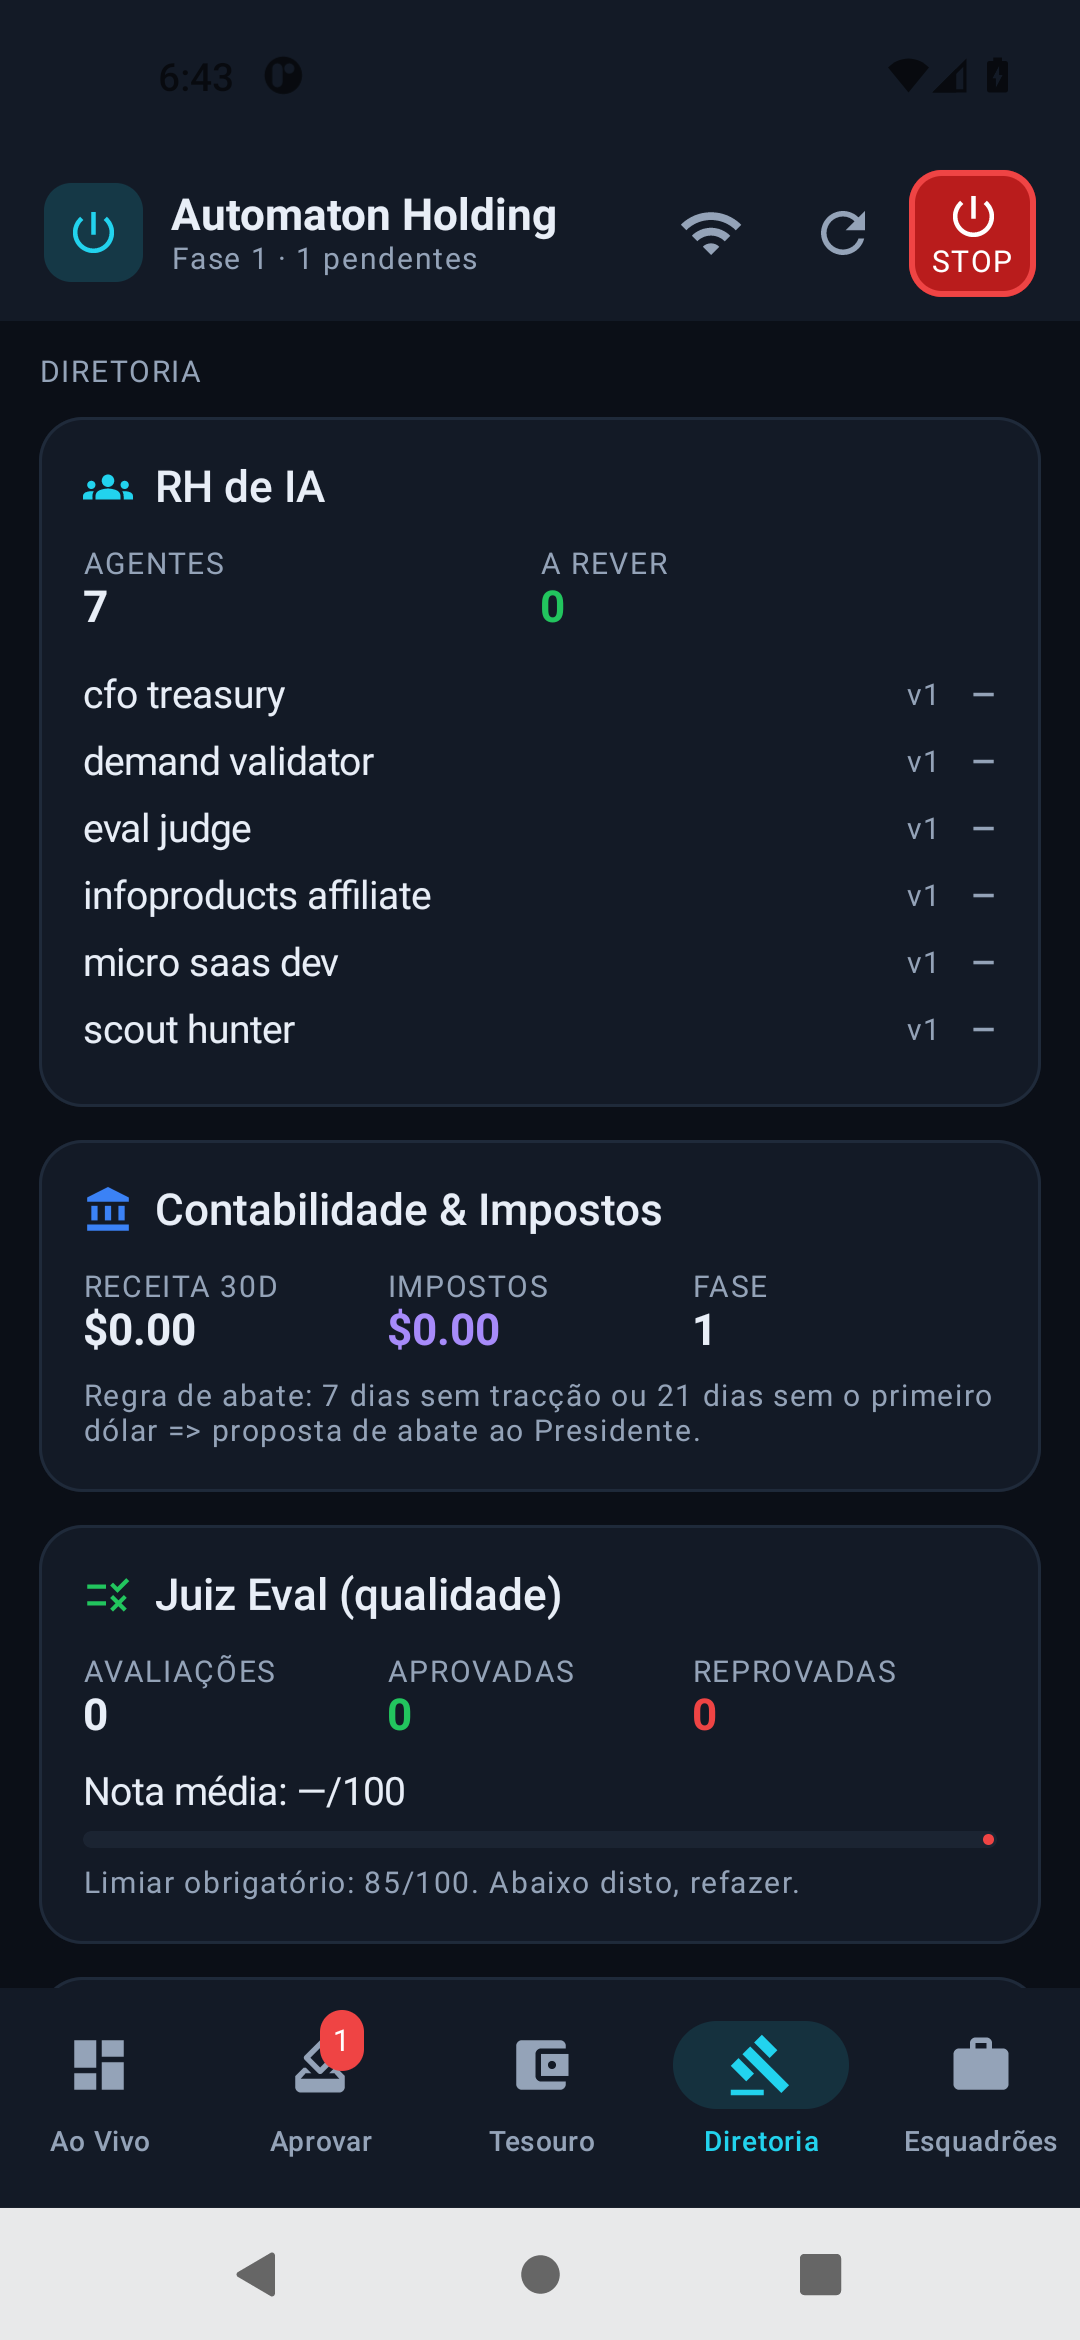 6:43
Automaton Holding
Fase 1 · 1 pendentes
STOP
DIRETORIA
RH de IA
AGENTES A REVER
7 0
cfo treasury v1 —
demand validator v1 —
eval judge v1 —
infoproducts affiliate v1 —
micro saas dev v1 —
scout hunter v1 —
Contabilidade & Impostos
RECEITA 30D IMPOSTOS FASE
$0.00 $0.00 1
Regra de abate: 7 dias sem tracção ou 21 dias sem o primeiro
dólar => proposta de abate ao Presidente.
Juiz Eval (qualidade)
AVALIAÇÕES APROVADAS REPROVADAS
0 0 0
Nota média: —/100
Limiar obrigatório: 85/100. Abaixo disto, refazer.
1
Ao Vivo Aprovar Tesouro Diretoria Esquadrões